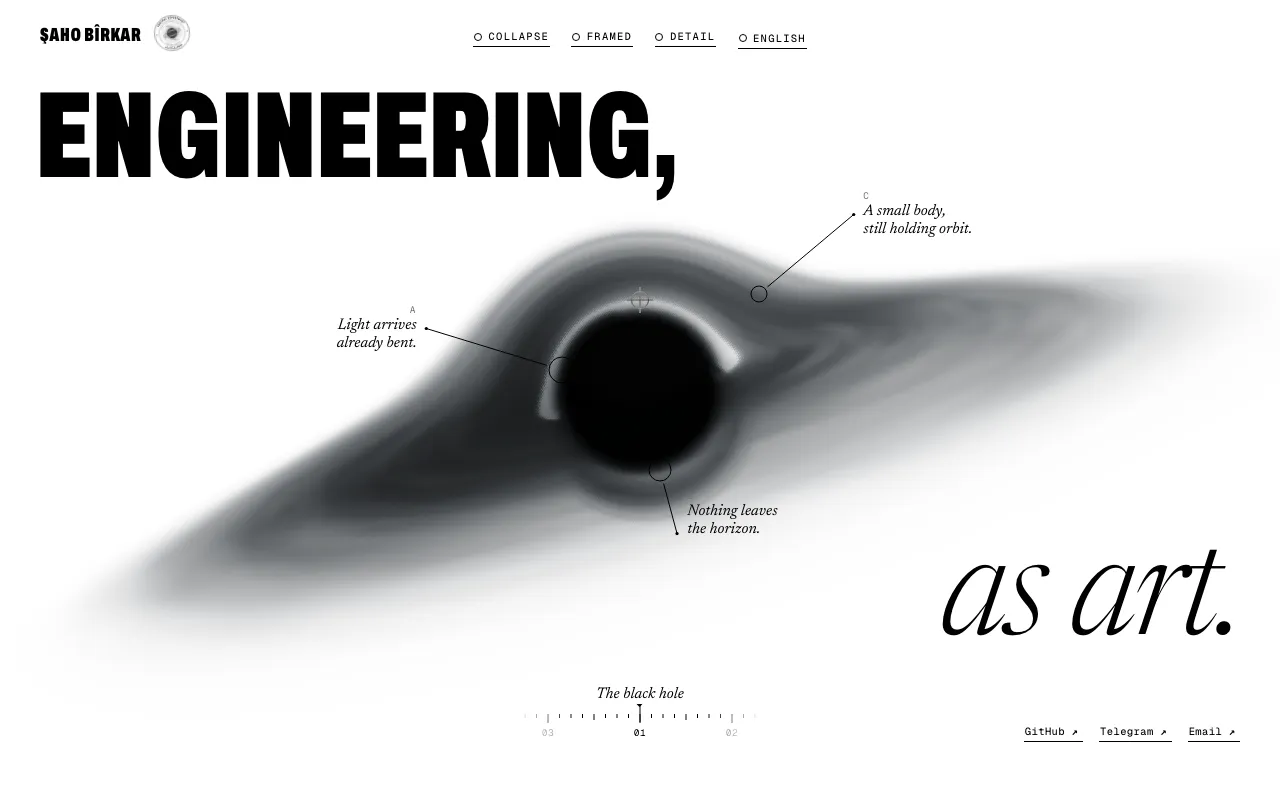 ŞAHO BÎRKAR
COLLAPSE
FRAMED
DETAIL
ENGLISH
ENGINEERING,
C
A small body,
still holding orbit.
A
Light arrives
already bent.
Nothing leaves
the horizon.
as art.
The black hole
03
01
02
GitHub ↗
Telegram ↗
Email ↗